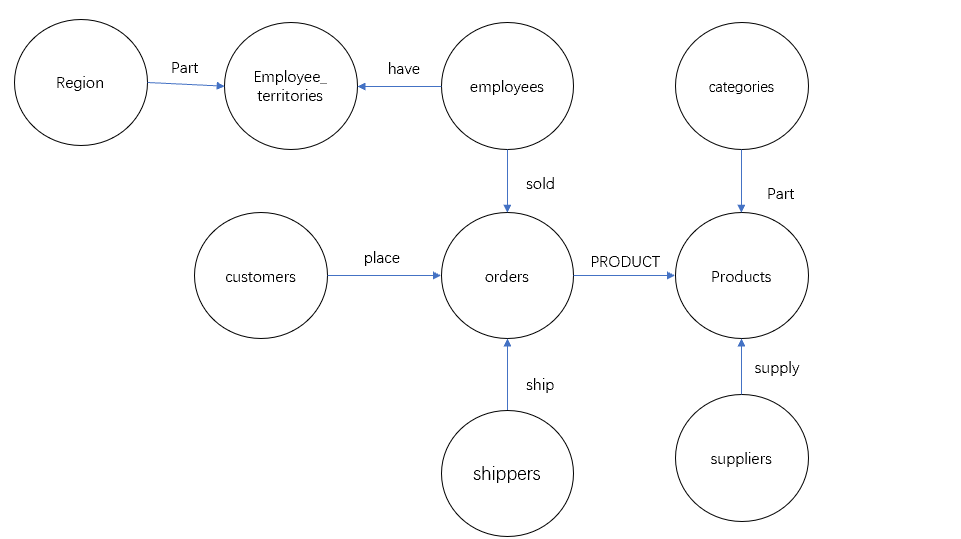 Region
Part
Employee_
territories
have
employees
categories
sold
Part
customers
place
orders
PRODUCT
Products
ship
supply
shippers
suppliers